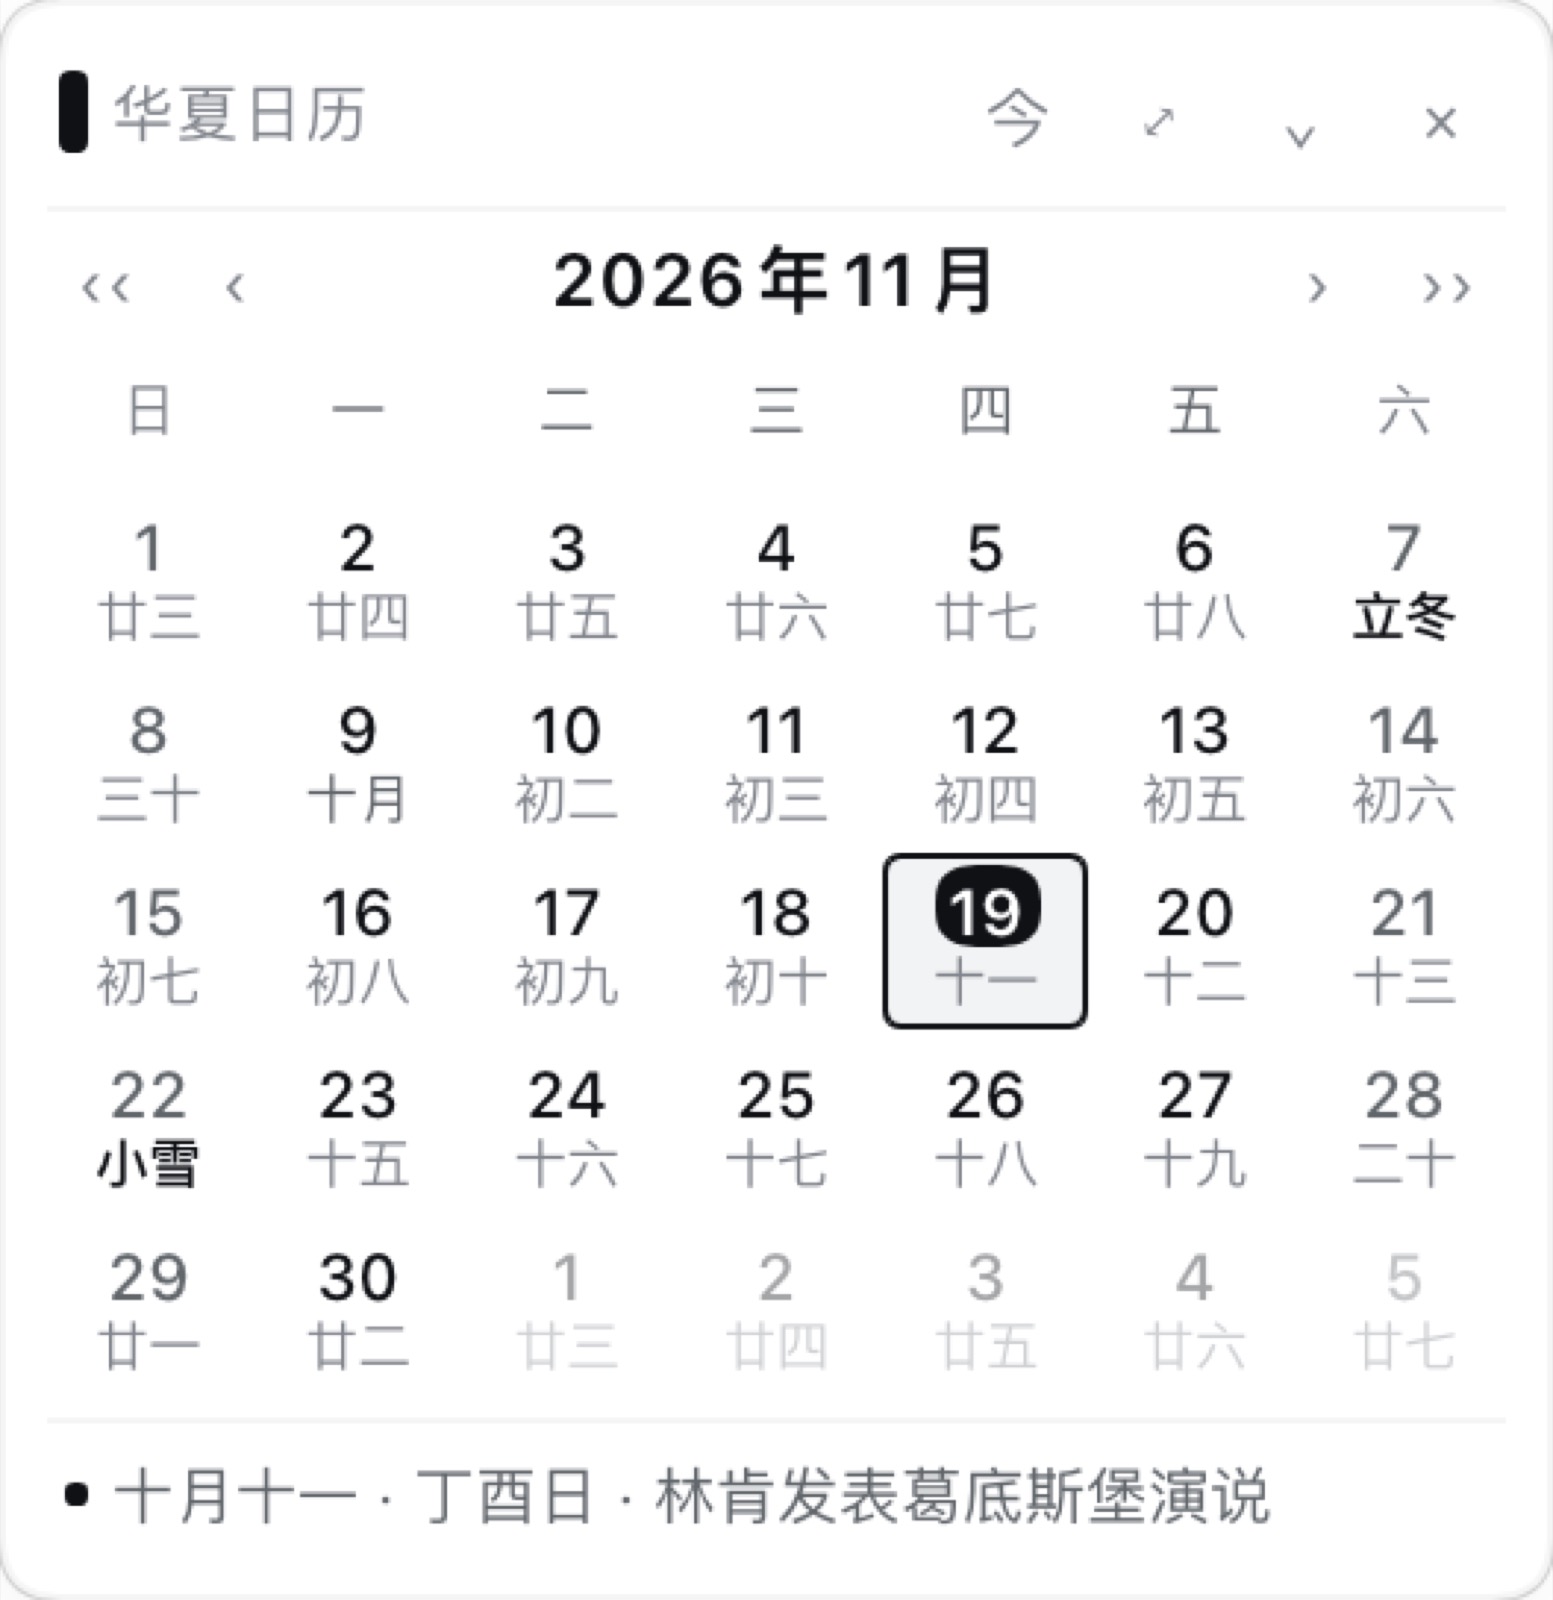 华夏日历 今 ⤢ ⌄ ×
‹‹ ‹ 2026年11月 › ››
日 一 二 三 四 五 六
1 2 3 4 5 6 7
廿三 廿四 廿五 廿六 廿七 廿八 立冬
8 9 10 11 12 13 14
三十 十月 初二 初三 初四 初五 初六
15 16 17 18 19 20 21
初七 初八 初九 初十 十一 十二 十三
22 23 24 25 26 27 28
小雪 十五 十六 十七 十八 十九 二十
29 30 1 2 3 4 5
廿一 廿二 廿三 廿四 廿五 廿六 廿七
• 十月十一 · 丁酉日 · 林肯发表葛底斯堡演说